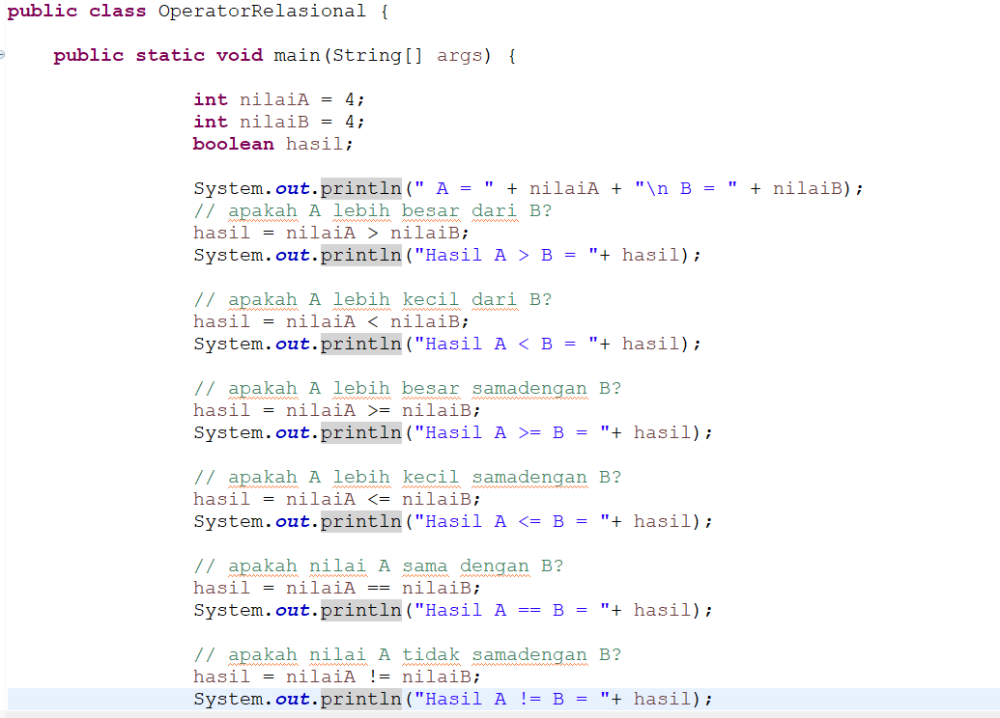 public class OperatorRelasional {
public static void main(String[] args) {
int nilaiA = 4;
int nilaiB = 4;
boolean hasil;
System.out.println(" A = " + nilaiA + "\n B = " + nilaiB);
// apakah A lebih besar dari B?
hasil = nilaiA > nilaiB;
System.out.println("Hasil A > B = "+ hasil);
// apakah A lebih kecil dari B?
hasil = nilaiA < nilaiB;
System.out.println("Hasil A < B = "+ hasil);
// apakah A lebih besar samadengan B?
hasil = nilaiA >= nilaiB;
System.out.println("Hasil A >= B = "+ hasil);
// apakah A lebih kecil samadengan B?
hasil = nilaiA <= nilaiB;
System.out.println("Hasil A <= B = "+ hasil);
// apakah nilai A sama dengan B?
hasil = nilaiA == nilaiB;
System.out.println("Hasil A == B = "+ hasil);
// apakah nilai A tidak samadengan B?
hasil = nilaiA != nilaiB;
System.out.println("Hasil A != B = "+ hasil);